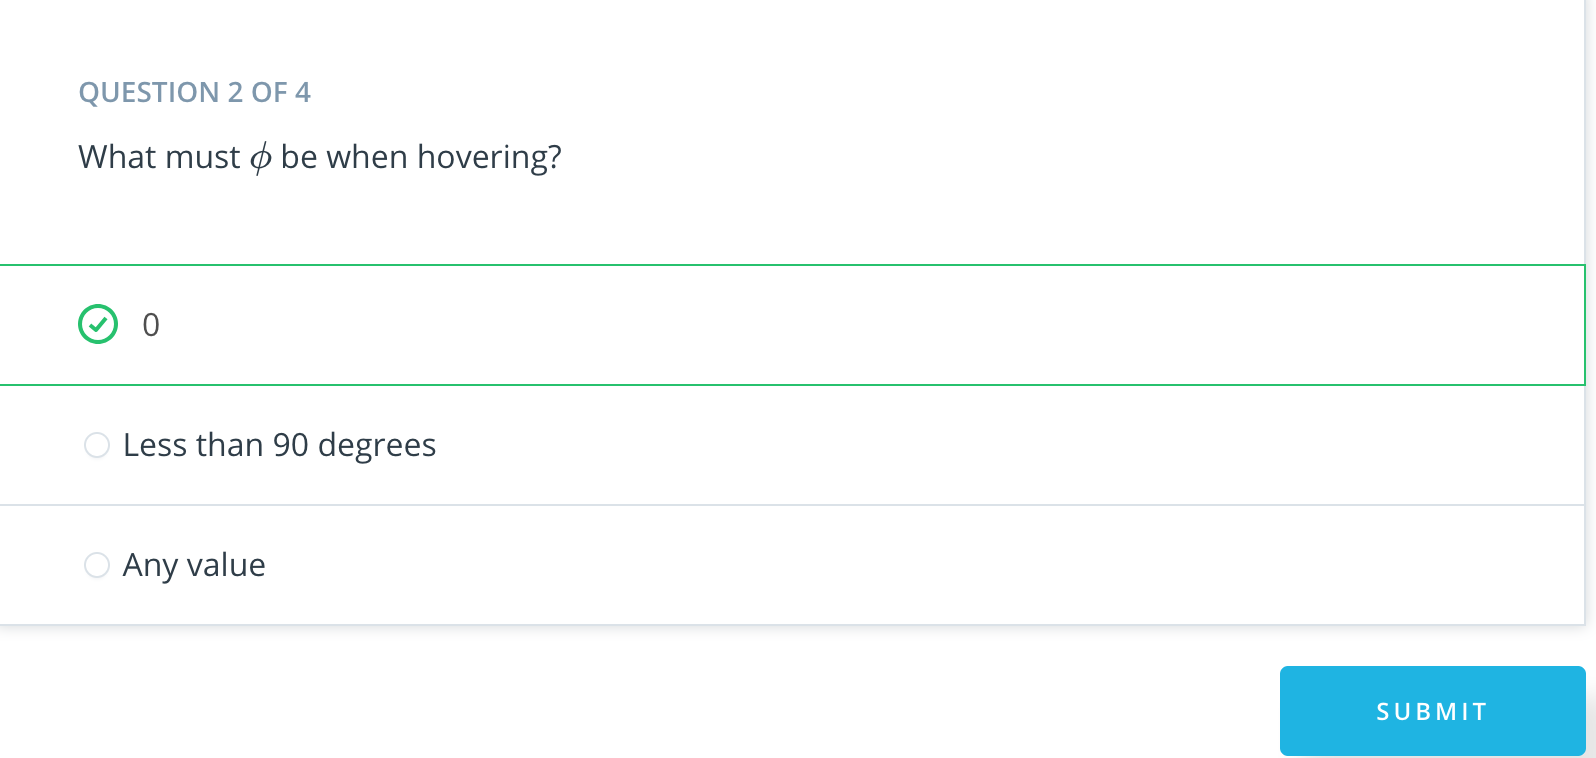 QUESTION 2 OF 4
What must ϕ be when hovering?
0
Less than 90 degrees
Any value
SUBMIT